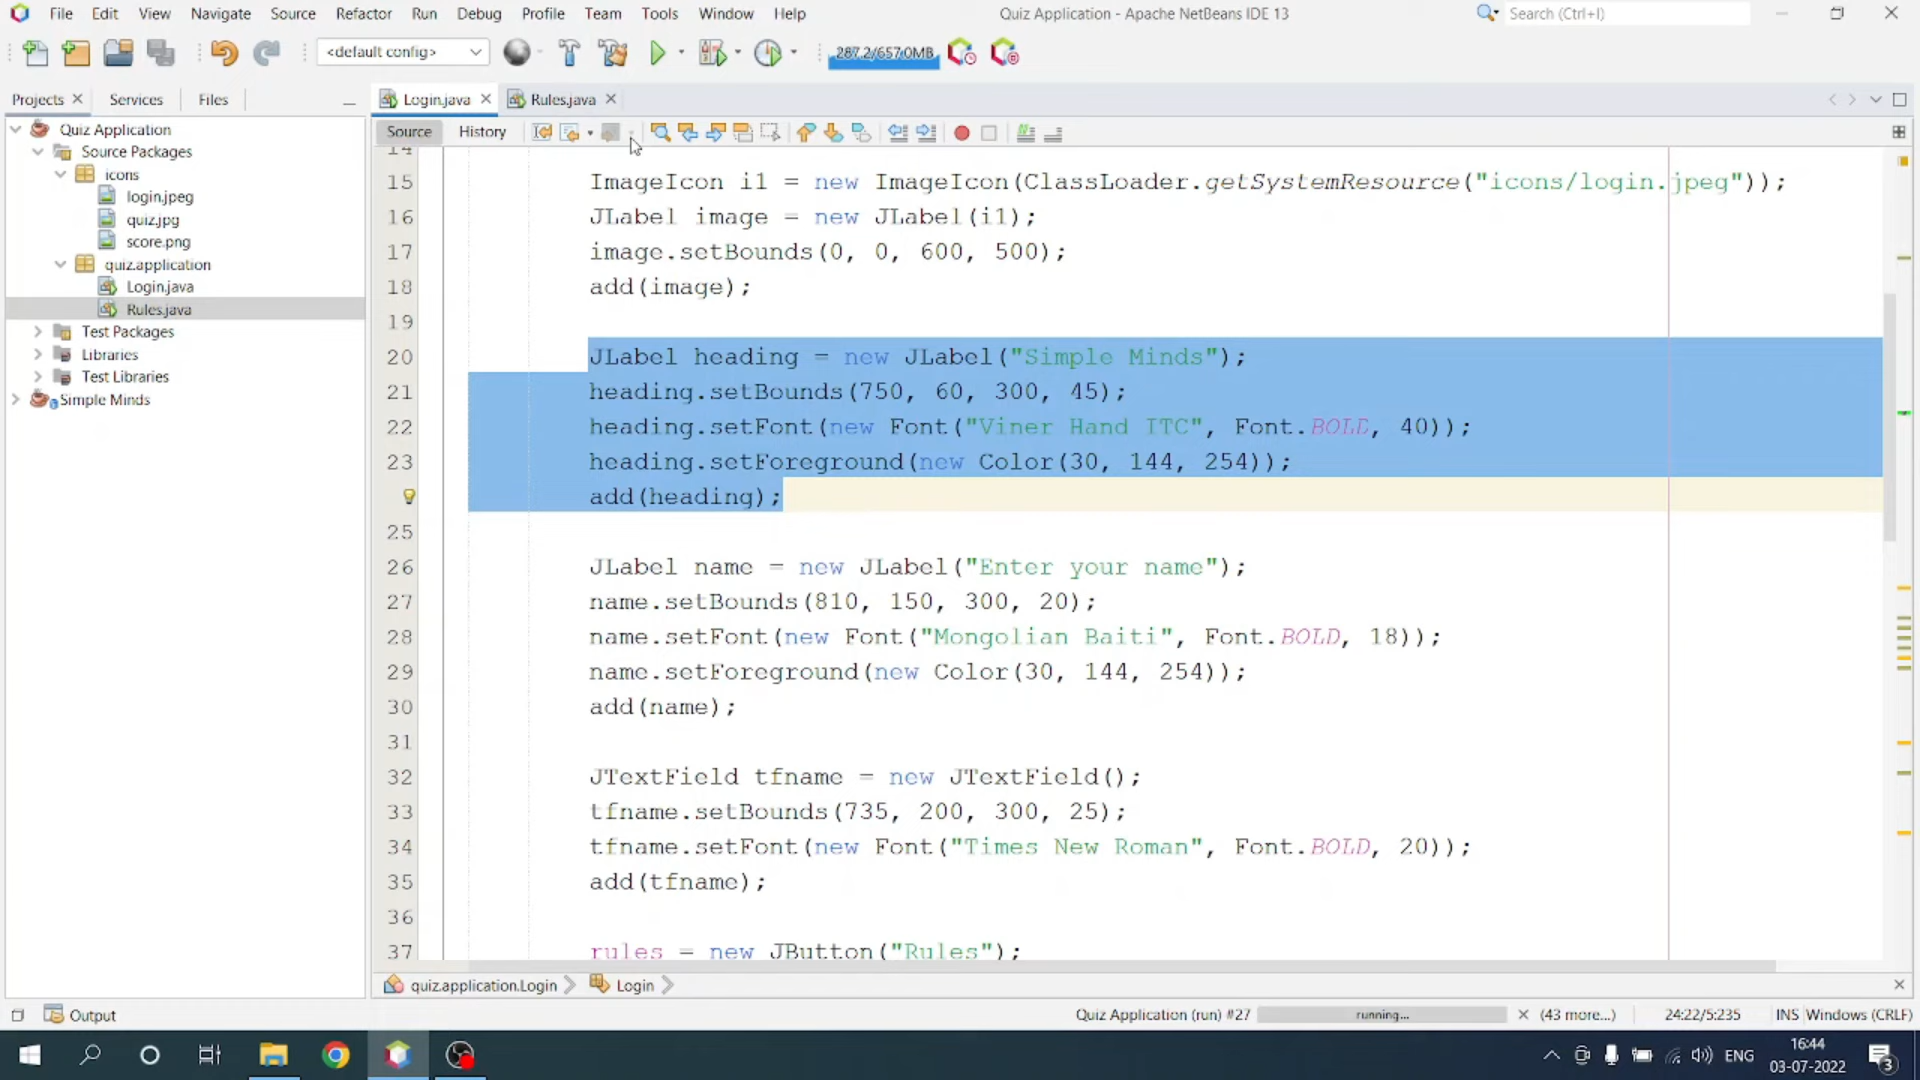 File Edit View Navigate Source Refactor Run Debug Profile Team Tools Window Help
Quiz Application - Apache NetBeans IDE 13
Search (Ctrl+I)
<default config>
287.2/657.0MB
Projects Services Files
Login.java Rules.java
Quiz Application
Source Packages
icons
login.jpeg
quiz.jpg
score.png
quiz.application
Login.java
Rules.java
Test Packages
Libraries
Test Libraries
Simple Minds
Source History
14
15 ImageIcon i1 = new ImageIcon(ClassLoader.getSystemResource("icons/login.jpeg"));
16 JLabel image = new JLabel(i1);
17 image.setBounds(0, 0, 600, 500);
18 add(image);
19
20 JLabel heading = new JLabel("Simple Minds");
21 heading.setBounds(750, 60, 300, 45);
22 heading.setFont(new Font("Viner Hand ITC", Font.BOLD, 40));
23 heading.setForeground(new Color(30, 144, 254));
add(heading);
25
26 JLabel name = new JLabel("Enter your name");
27 name.setBounds(810, 150, 300, 20);
28 name.setFont(new Font("Mongolian Baiti", Font.BOLD, 18));
29 name.setForeground(new Color(30, 144, 254));
30 add(name);
31
32 JTextField tfname = new JTextField();
33 tfname.setBounds(735, 200, 300, 25);
34 tfname.setFont(new Font("Times New Roman", Font.BOLD, 20));
35 add(tfname);
36
37 rules = new JButton("Rules");
quiz.application.Login Login
Output
Quiz Application (run) #27 running... (43 more...) 24:22/5:235 INS Windows (CRLF)
ENG
16:44
03-07-2022
3